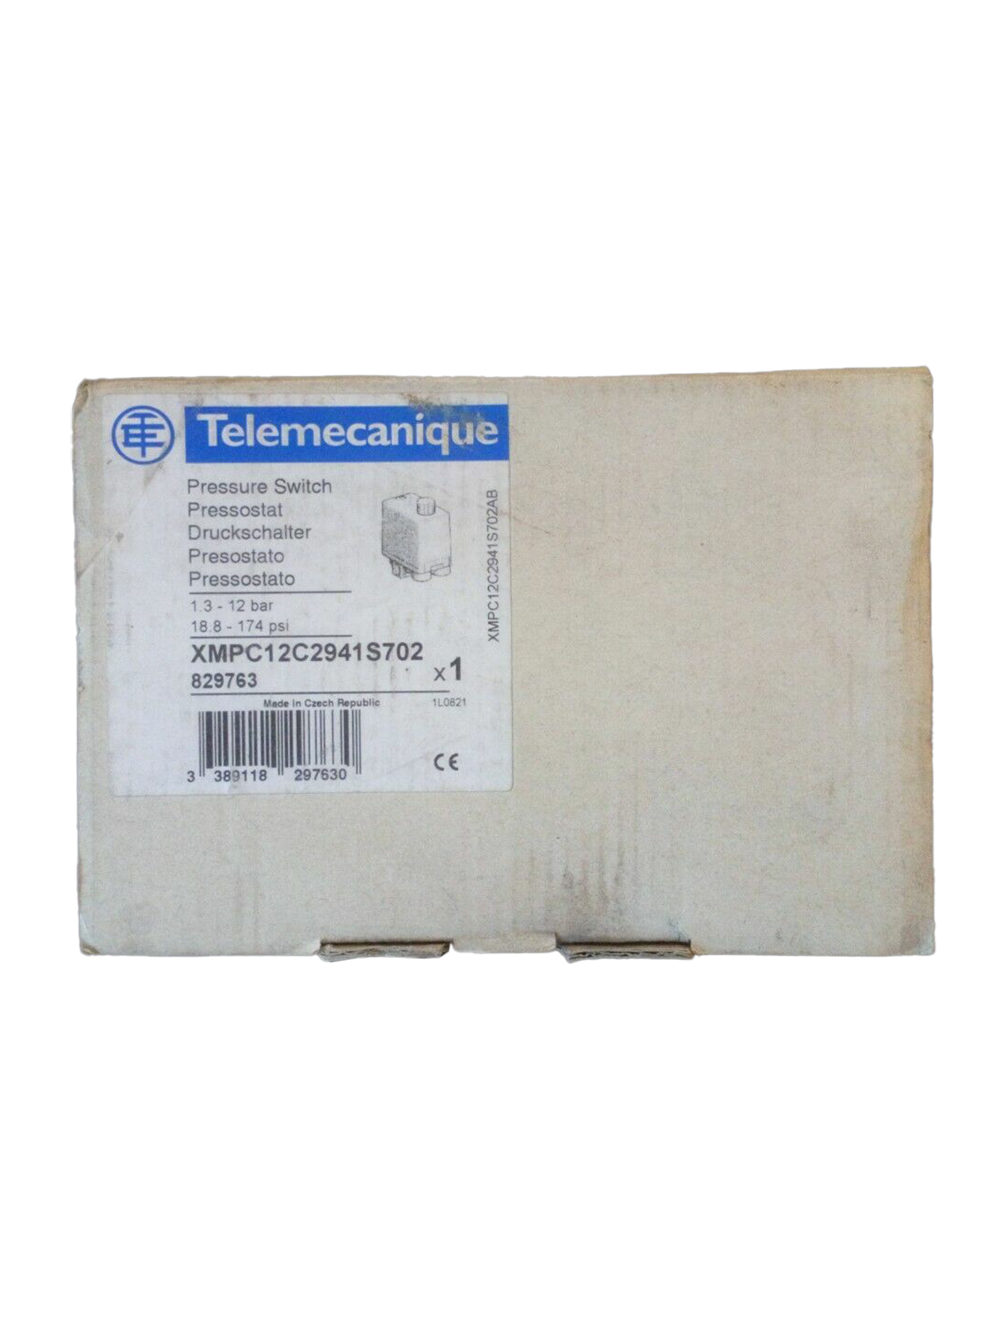 Telemecanique
Pressure Switch
Pressostat
Druckschalter
Presostato
Pressostato
1.3 - 12 bar
18.8 - 174 psi
XMPC12C2941S702
829763
x1
Made in Czech Republic
1L0821
3 389118 297630
CE
XMPC12C2941S702AB